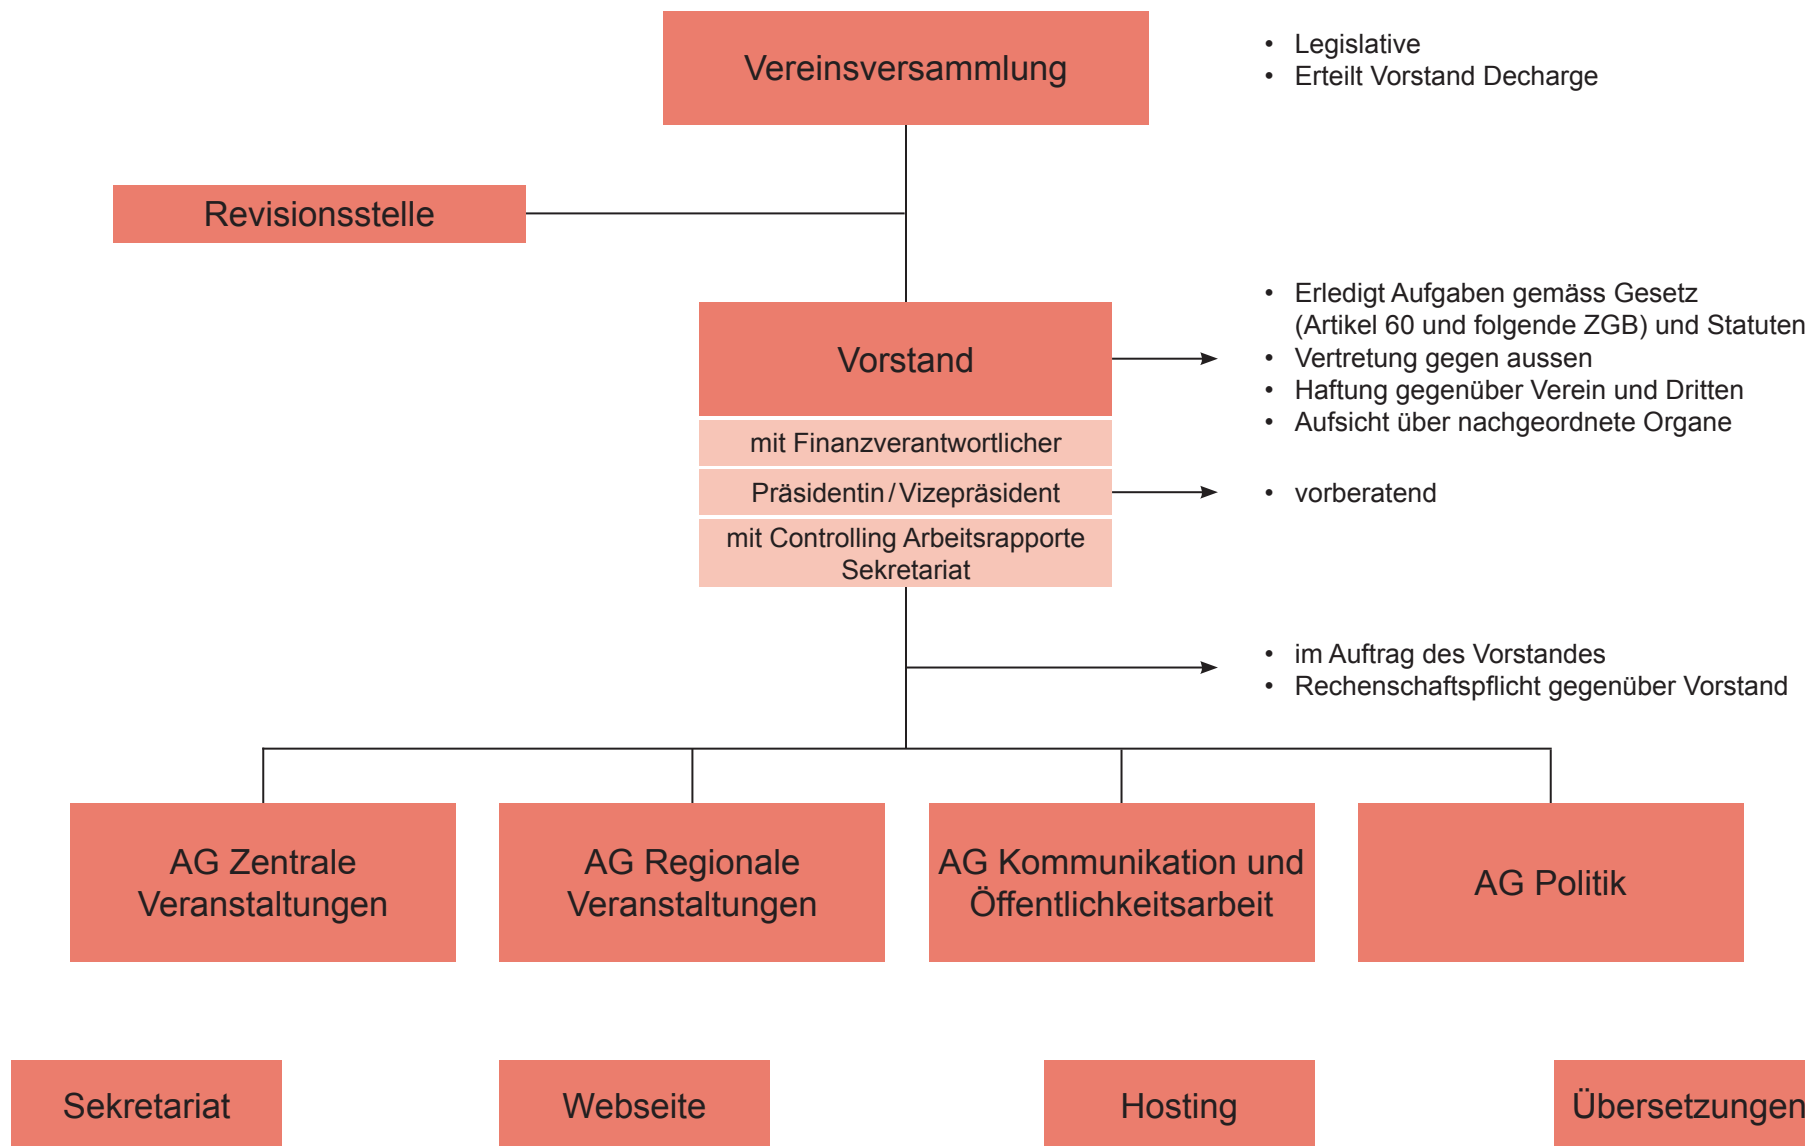 Vereinsversammlung
• Legislative
• Erteilt Vorstand Decharge
Revisionsstelle
Vorstand
• Erledigt Aufgaben gemäss Gesetz
(Artikel 60 und folgende ZGB) und Statuten
• Vertretung gegen aussen
• Haftung gegenüber Verein und Dritten
• Aufsicht über nachgeordnete Organe
mit Finanzverantwortlicher
Präsidentin/Vizepräsident
• vorberatend
mit Controlling Arbeitsrapporte
Sekretariat
• im Auftrag des Vorstandes
• Rechenschaftspflicht gegenüber Vorstand
AG Zentrale
Veranstaltungen
AG Regionale
Veranstaltungen
AG Kommunikation und
Öffentlichkeitsarbeit
AG Politik
Sekretariat
Webseite
Hosting
Übersetzungen